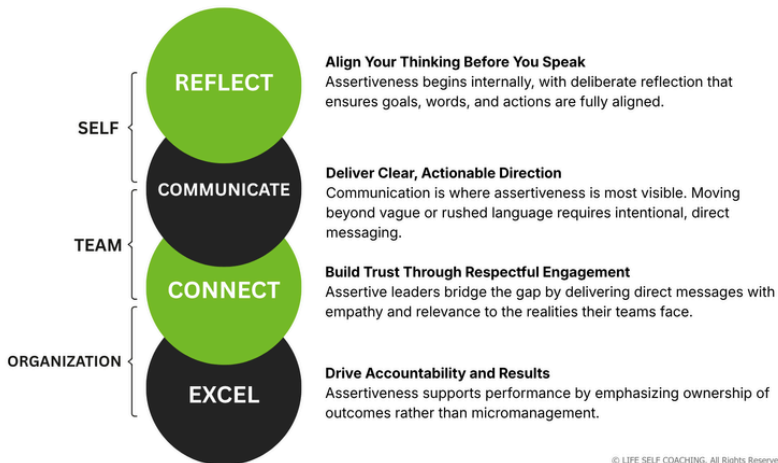 REFLECT
Align Your Thinking Before You Speak
Assertiveness begins internally, with deliberate reflection that
ensures goals, words, and actions are fully aligned.
SELF
COMMUNICATE
Deliver Clear, Actionable Direction
Communication is where assertiveness is most visible. Moving
beyond vague or rushed language requires intentional, direct
messaging.
TEAM
CONNECT
Build Trust Through Respectful Engagement
Assertive leaders bridge the gap by delivering direct messages with
empathy and relevance to the realities their teams face.
ORGANIZATION
EXCEL
Drive Accountability and Results
Assertiveness supports performance by emphasizing ownership of
outcomes rather than micromanagement.
© LIFE SELF COACHING. All Rights Reserve